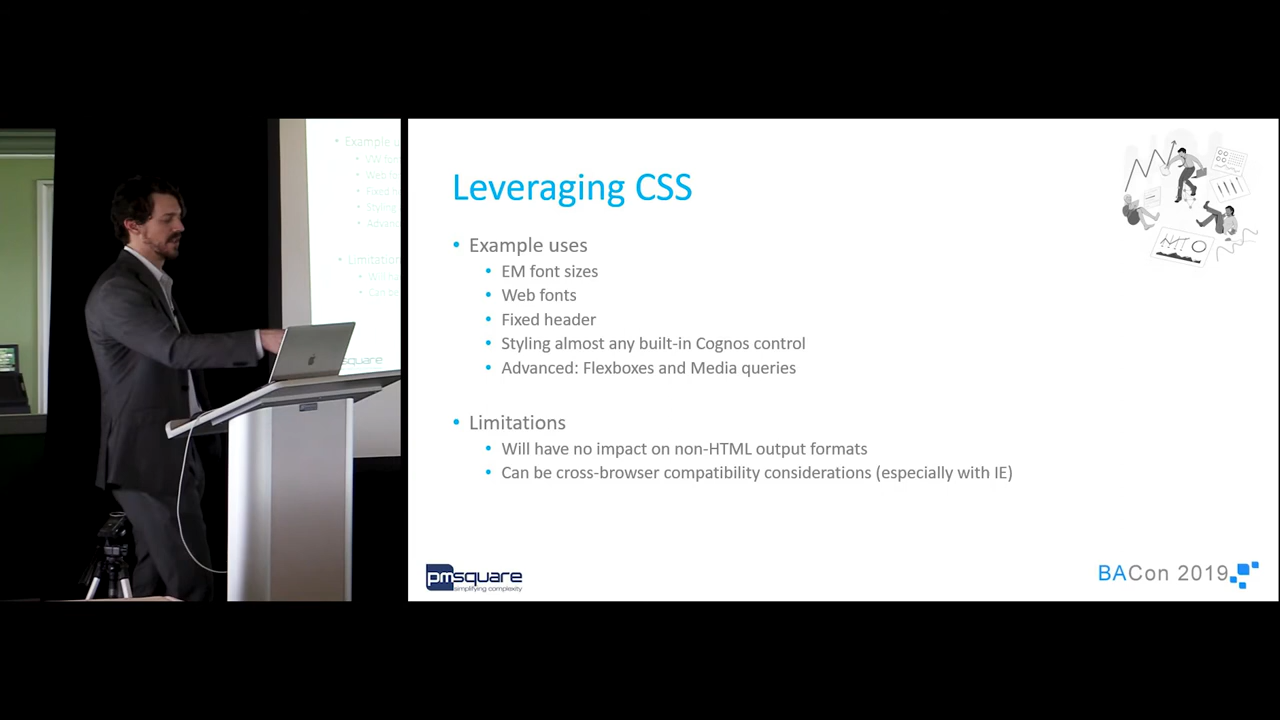 Leveraging CSS
• Example uses
• EM font sizes
• Web fonts
• Fixed header
• Styling almost any built-in Cognos control
• Advanced: Flexboxes and Media queries
• Limitations
• Will have no impact on non-HTML output formats
• Can be cross-browser compatibility considerations (especially with IE)
pmsquare
simplifying complexity
BACon 2019